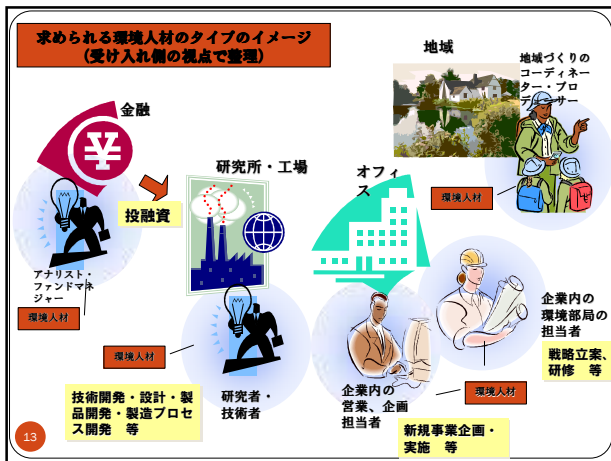 求められる環境人材のタイプのイメージ
（受け入れ側の視点で整理）
金融
¥
投融資
アナリスト・
ファンドマネ
ジャー
環境人材
研究所・工場
環境人材
研究者・
技術者
技術開発・設計・製
品開発・製造プロセ
ス開発　等
オフィ
ス
企業内の
営業、企画
担当者
環境人材
新規事業企画・
実施　等
企業内の
環境部局の
担当者
戦略立案、
研修　等
地域
地域づくりの
コーディネー
ター・プロ
デューサー
環境人材
13